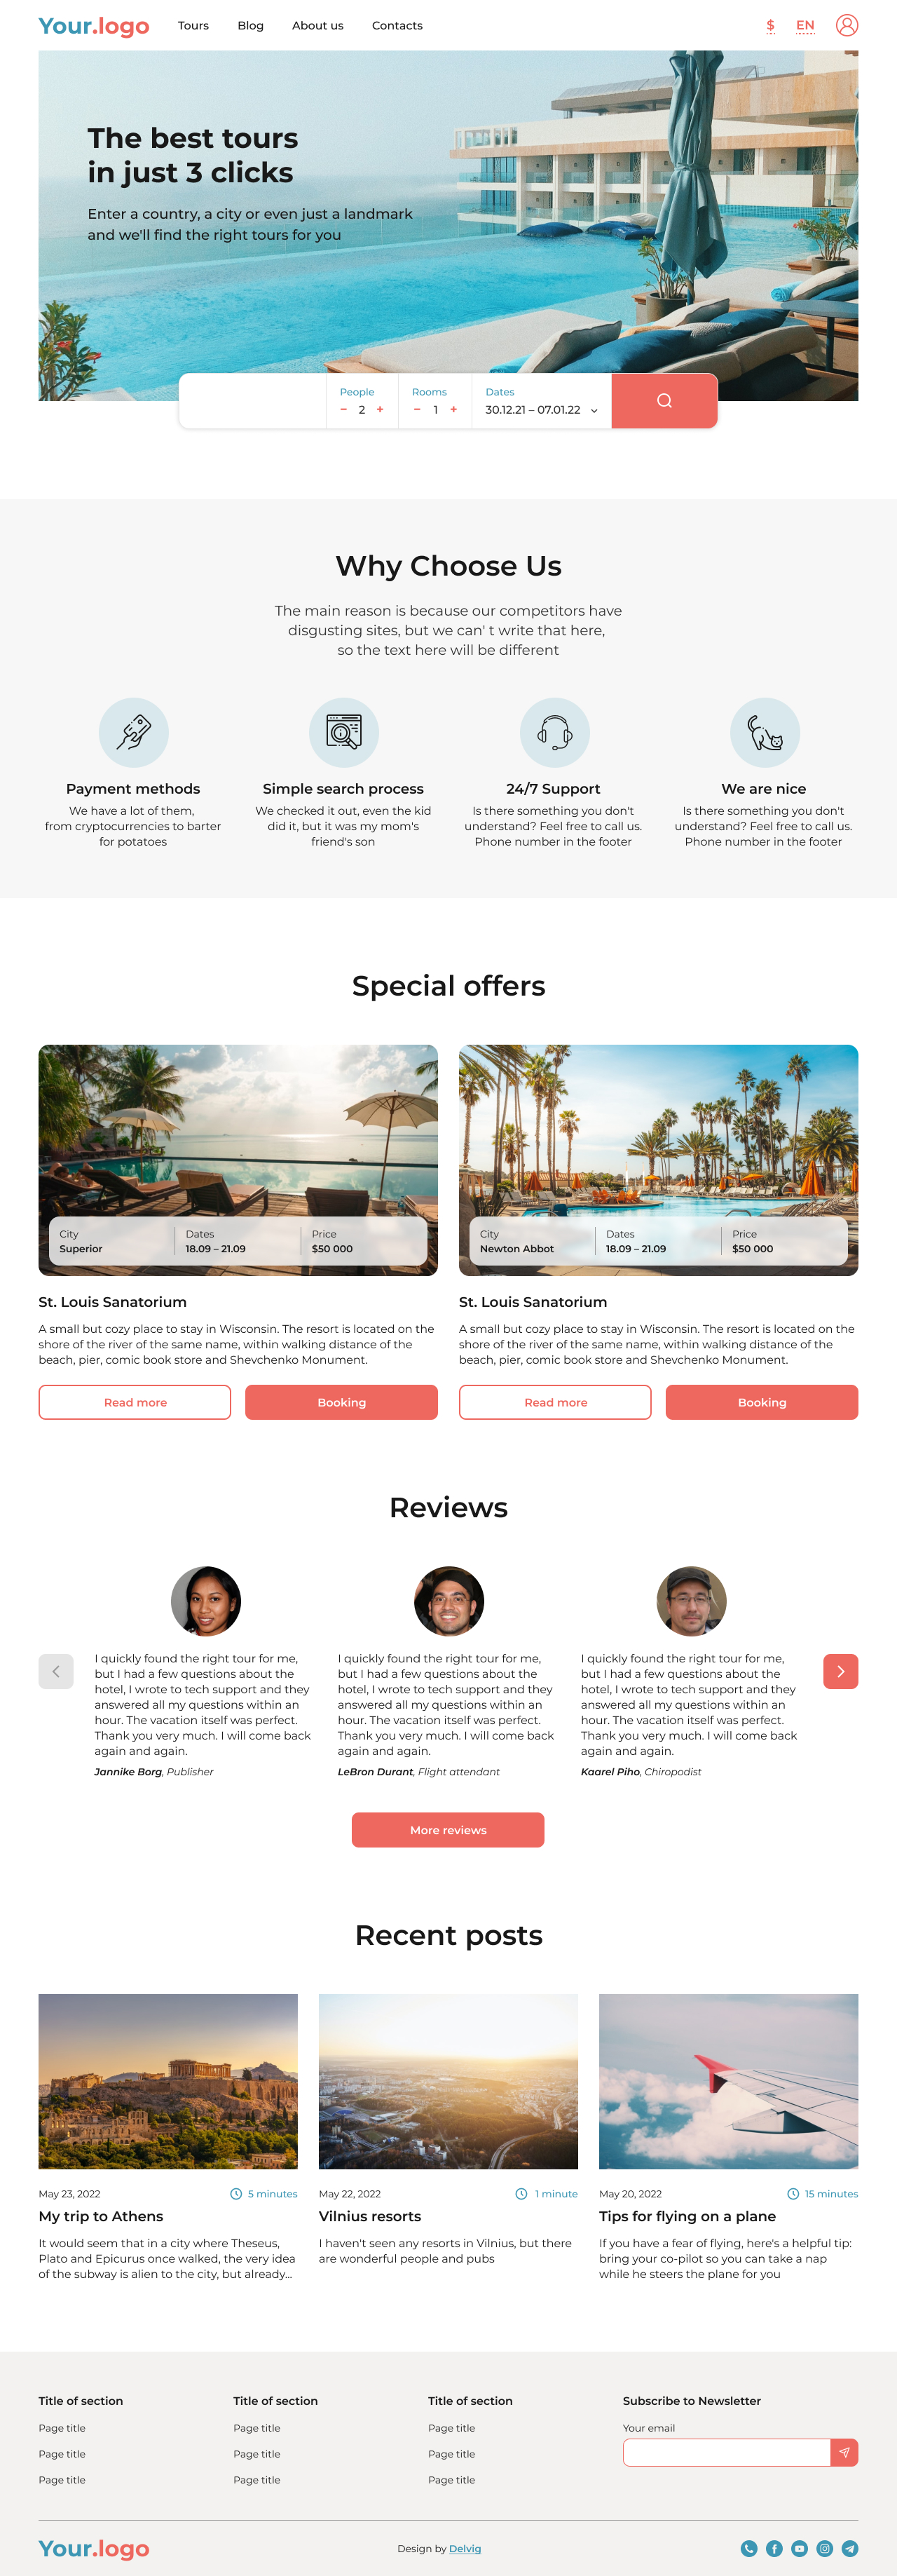 Your.logo
Tours
Blog
About us
Contacts
$
EN
The best tours
in just 3 clicks
Enter a country, a city or even just a landmark
and we'll find the right tours for you
People
− 2 +
Rooms
− 1 +
Dates
30.12.21 – 07.01.22
Why Choose Us
The main reason is because our competitors have
disgusting sites, but we can' t write that here,
so the text here will be different
Payment methods
We have a lot of them,
from cryptocurrencies to barter
for potatoes
Simple search process
We checked it out, even the kid
did it, but it was my mom's
friend's son
24/7 Support
Is there something you don't
understand? Feel free to call us.
Phone number in the footer
We are nice
Is there something you don't
understand? Feel free to call us.
Phone number in the footer
Special offers
City
Superior
Dates
18.09 – 21.09
Price
$50 000
St. Louis Sanatorium
A small but cozy place to stay in Wisconsin. The resort is located on the
shore of the river of the same name, within walking distance of the
beach, pier, comic book store and Shevchenko Monument.
Read more
Booking
City
Newton Abbot
Dates
18.09 – 21.09
Price
$50 000
St. Louis Sanatorium
A small but cozy place to stay in Wisconsin. The resort is located on the
shore of the river of the same name, within walking distance of the
beach, pier, comic book store and Shevchenko Monument.
Read more
Booking
Reviews
I quickly found the right tour for me,
but I had a few questions about the
hotel, I wrote to tech support and they
answered all my questions within an
hour. The vacation itself was perfect.
Thank you very much. I will come back
again and again.
Jannike Borg, Publisher
I quickly found the right tour for me,
but I had a few questions about the
hotel, I wrote to tech support and they
answered all my questions within an
hour. The vacation itself was perfect.
Thank you very much. I will come back
again and again.
LeBron Durant, Flight attendant
I quickly found the right tour for me,
but I had a few questions about the
hotel, I wrote to tech support and they
answered all my questions within an
hour. The vacation itself was perfect.
Thank you very much. I will come back
again and again.
Kaarel Piho, Chiropodist
More reviews
Recent posts
May 23, 2022
5 minutes
My trip to Athens
It would seem that in a city where Theseus,
Plato and Epicurus once walked, the very idea
of the subway is alien to the city, but already...
May 22, 2022
1 minute
Vilnius resorts
I haven't seen any resorts in Vilnius, but there
are wonderful people and pubs
May 20, 2022
15 minutes
Tips for flying on a plane
If you have a fear of flying, here's a helpful tip:
bring your co-pilot so you can take a nap
while he steers the plane for you
Title of section
Page title
Page title
Page title
Title of section
Page title
Page title
Page title
Title of section
Page title
Page title
Page title
Subscribe to Newsletter
Your email
Your.logo
Design by Delvig